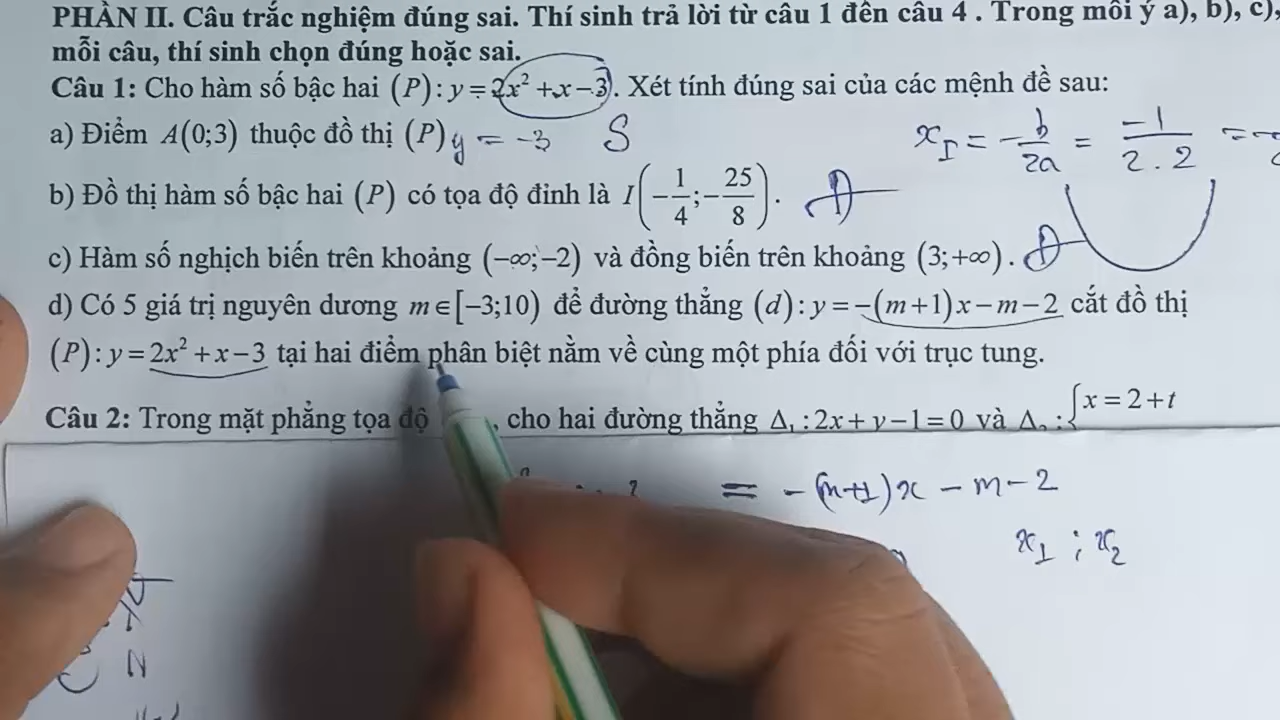 PHẦN II. Câu trắc nghiệm đúng sai. Thí sinh trả lời từ câu 1 đến câu 4 . Trong mỗi ý a), b), c),
mỗi câu, thí sinh chọn đúng hoặc sai.
Câu 1: Cho hàm số bậc hai (P): y = 2x² + x − 3. Xét tính đúng sai của các mệnh đề sau:
a) Điểm A(0;3) thuộc đồ thị (P) y = -3 S
x_I = -b/2a = -1/2.2 =
b) Đồ thị hàm số bậc hai (P) có tọa độ đỉnh là I(-1/4; -25/8). Đ
c) Hàm số nghịch biến trên khoảng (-∞;-2) và đồng biến trên khoảng (3;+∞). Đ
d) Có 5 giá trị nguyên dương m ∈ [-3;10) để đường thẳng (d): y = -(m+1)x - m - 2 cắt đồ thị
(P): y = 2x² + x - 3 tại hai điểm phân biệt nằm về cùng một phía đối với trục tung.
Câu 2: Trong mặt phẳng tọa độ , cho hai đường thẳng Δ₁: 2x + y - 1 = 0 và Δ₂: { x = 2 + t
= -(m+1)x - m - 2
x₁ ; x₂
N